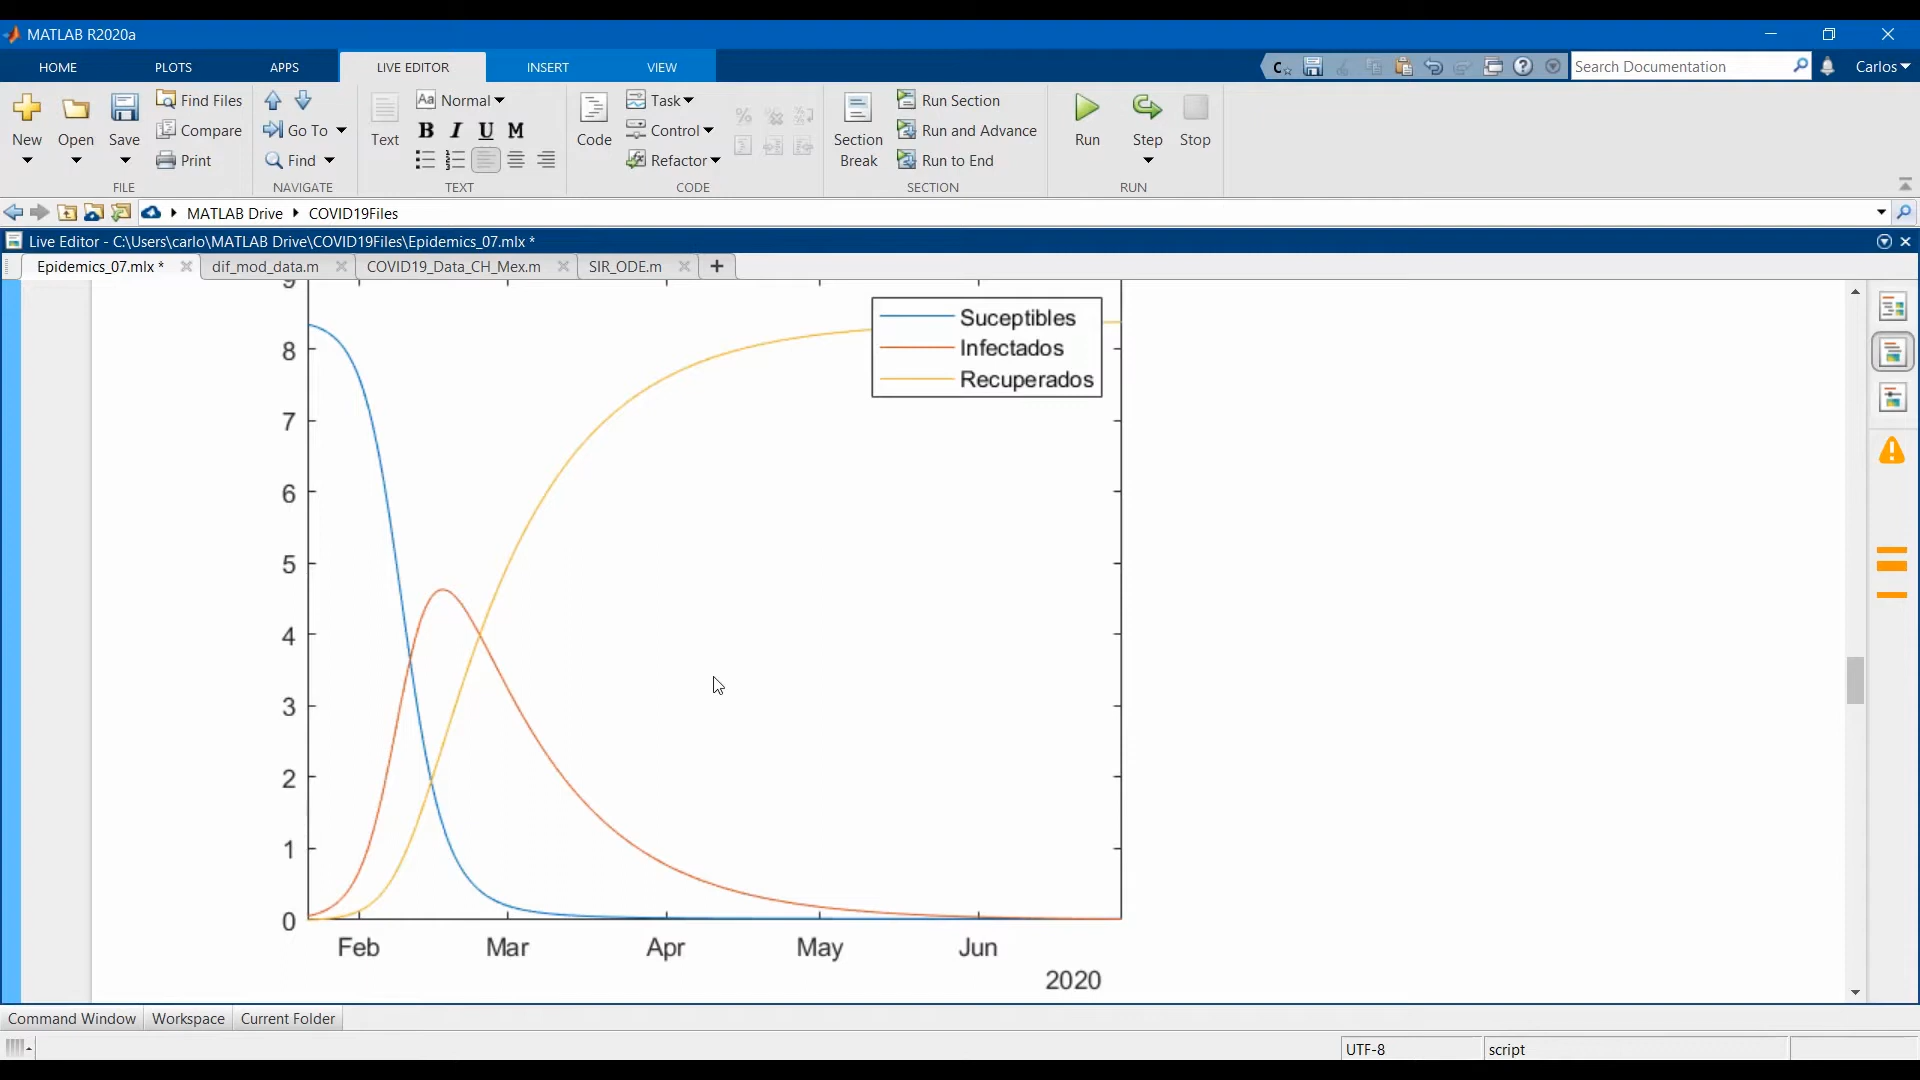 MATLAB R2020a
HOME PLOTS APPS LIVE EDITOR INSERT VIEW Search Documentation Carlos
New Open Save Find Files Compare Print
FILE
Go To Find
NAVIGATE
Text Aa Normal B I U M
TEXT
Code Task Control Refactor
CODE
Section Break Run Section Run and Advance Run to End
SECTION
Run Step Stop
RUN
MATLAB Drive COVID19Files
Live Editor - C:\Users\carlo\MATLAB Drive\COVID19Files\Epidemics_07.mlx *
Epidemics_07.mlx * dif_mod_data.m COVID19_Data_CH_Mex.m SIR_ODE.m
9
8
7
6
5
4
3
2
1
0
Suceptibles
Infectados
Recuperados
Feb Mar Apr May Jun
2020
Command Window Workspace Current Folder
UTF-8 script